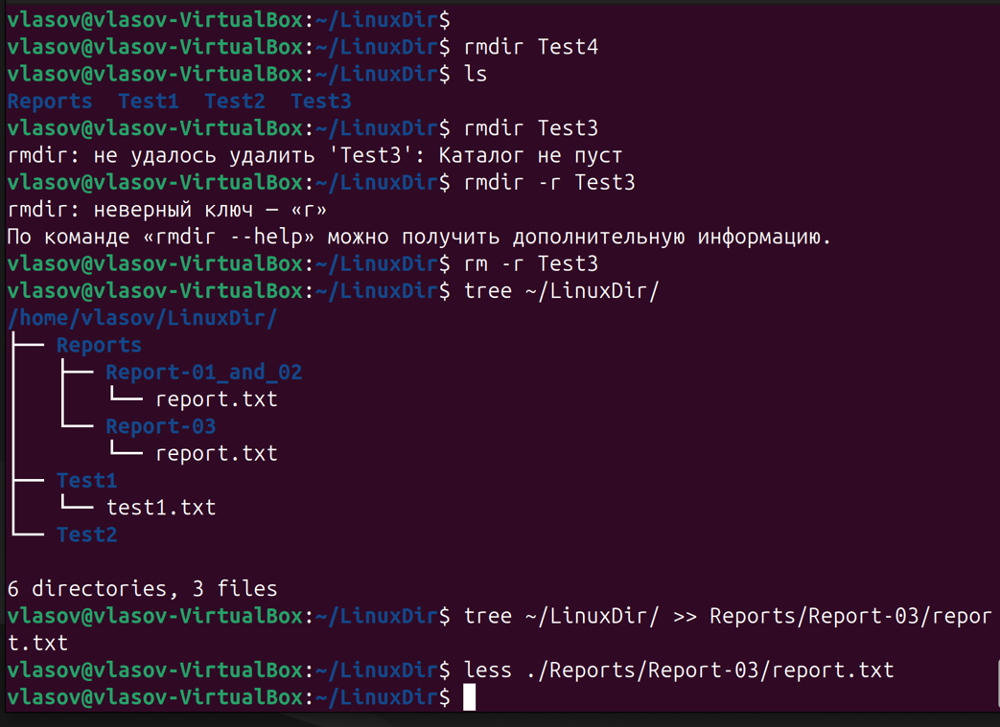 vlasov@vlasov-VirtualBox:~/LinuxDir$
vlasov@vlasov-VirtualBox:~/LinuxDir$ rmdir Test4
vlasov@vlasov-VirtualBox:~/LinuxDir$ ls
Reports  Test1  Test2  Test3
vlasov@vlasov-VirtualBox:~/LinuxDir$ rmdir Test3
rmdir: не удалось удалить 'Test3': Каталог не пуст
vlasov@vlasov-VirtualBox:~/LinuxDir$ rmdir -r Test3
rmdir: неверный ключ — «r»
По команде «rmdir --help» можно получить дополнительную информацию.
vlasov@vlasov-VirtualBox:~/LinuxDir$ rm -r Test3
vlasov@vlasov-VirtualBox:~/LinuxDir$ tree ~/LinuxDir/
/home/vlasov/LinuxDir/
├── Reports
│   ├── Report-01_and_02
│   │   └── report.txt
│   └── Report-03
│       └── report.txt
├── Test1
│   └── test1.txt
└── Test2
6 directories, 3 files
vlasov@vlasov-VirtualBox:~/LinuxDir$ tree ~/LinuxDir/ >> Reports/Report-03/repor
t.txt
vlasov@vlasov-VirtualBox:~/LinuxDir$ less ./Reports/Report-03/report.txt
vlasov@vlasov-VirtualBox:~/LinuxDir$